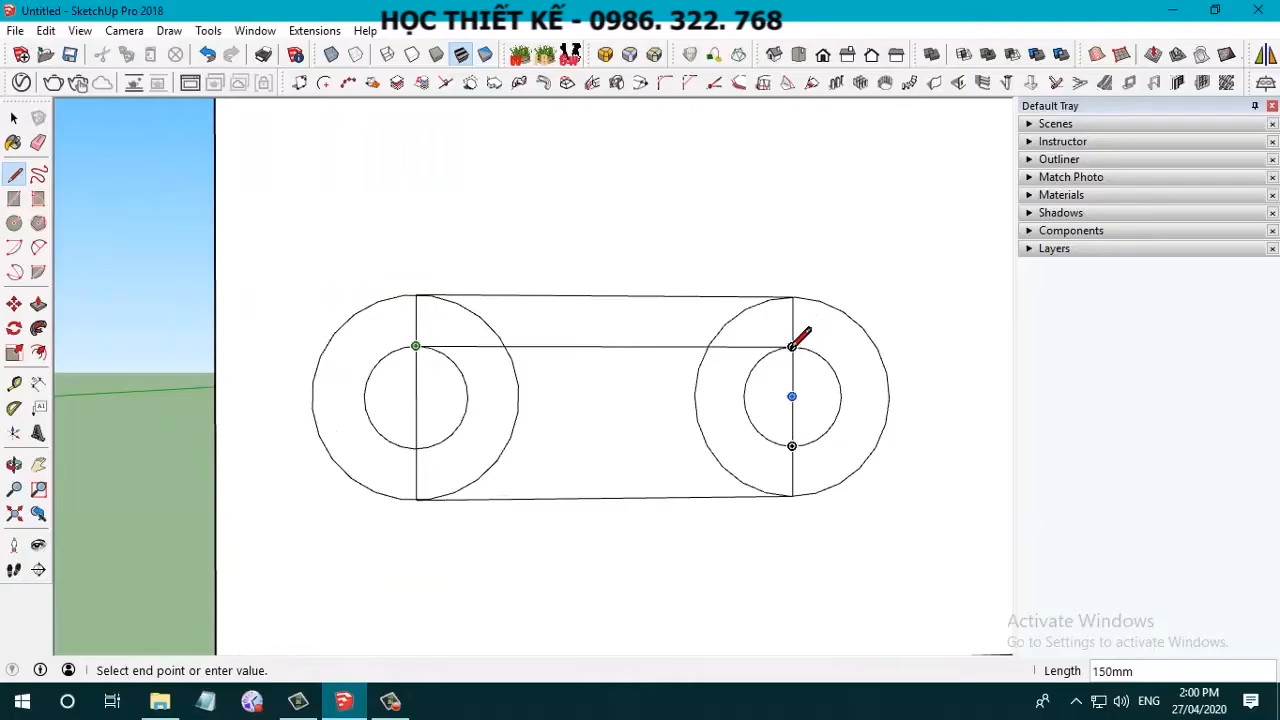 Untitled - SketchUp Pro 2018
HỌC THIẾT KẾ - 0986. 322. 768
File Edit View Camera Draw Tools Window Extensions Help
Default Tray
Scenes
Instructor
Outliner
Match Photo
Materials
Shadows
Components
Layers
A1
Activate Windows
Go to Settings to activate Windows.
Select end point or enter value.
Length 150mm
ENG
2:00 PM
27/04/2020